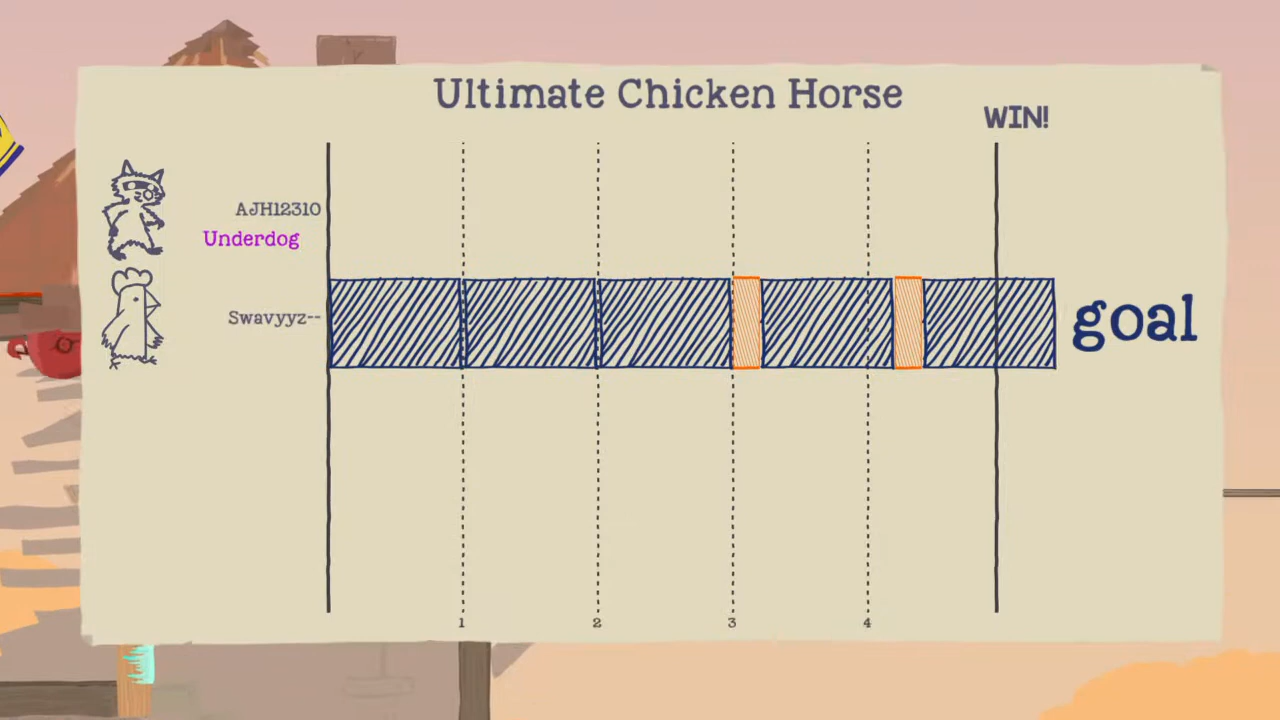 Ultimate Chicken Horse
WIN!
AJH12310
Underdog
Swavyyz--
goal
1 2 3 4